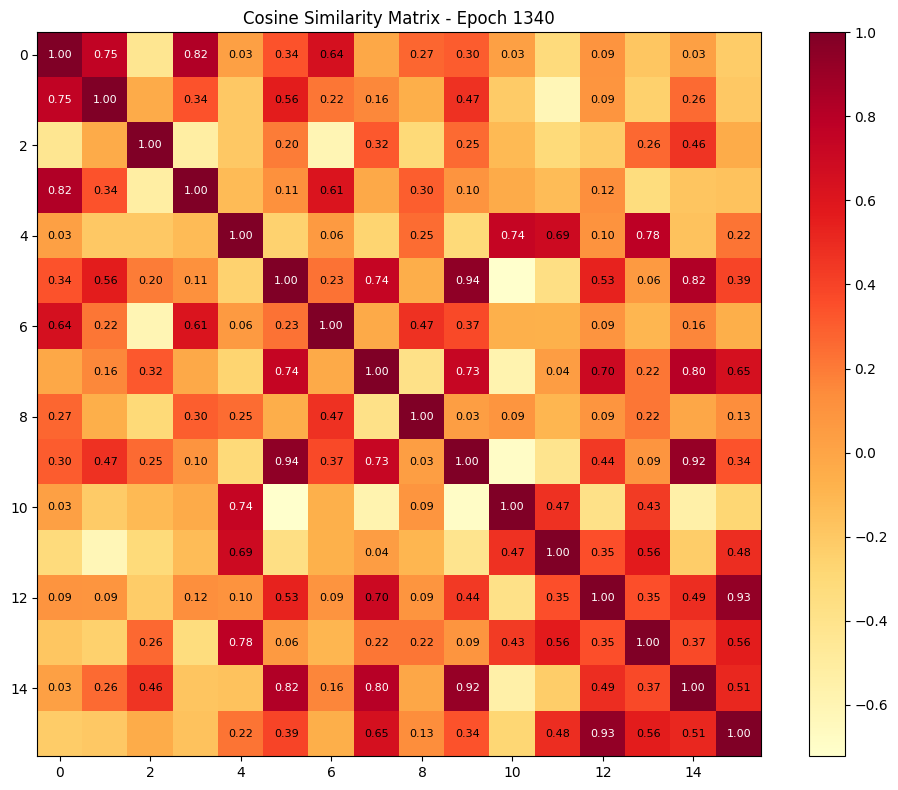 Cosine Similarity Matrix - Epoch 1340
0 1.00 0.75 0.82 0.03 0.34 0.64 0.27 0.30 0.03 0.09 0.03
0.75 1.00 0.34 0.56 0.22 0.16 0.47 0.09 0.26
2 1.00 0.20 0.32 0.25 0.26 0.46
0.82 0.34 1.00 0.11 0.61 0.30 0.10 0.12
4 0.03 1.00 0.06 0.25 0.74 0.69 0.10 0.78 0.22
0.34 0.56 0.20 0.11 1.00 0.23 0.74 0.94 0.53 0.06 0.82 0.39
6 0.64 0.22 0.61 0.06 0.23 1.00 0.47 0.37 0.09 0.16
0.16 0.32 0.74 1.00 0.73 0.04 0.70 0.22 0.80 0.65
8 0.27 0.30 0.25 0.47 1.00 0.03 0.09 0.09 0.22 0.13
0.30 0.47 0.25 0.10 0.94 0.37 0.73 0.03 1.00 0.44 0.09 0.92 0.34
10 0.03 0.74 0.09 1.00 0.47 0.43
0.69 0.04 0.47 1.00 0.35 0.56 0.48
12 0.09 0.09 0.12 0.10 0.53 0.09 0.70 0.09 0.44 0.35 1.00 0.35 0.49 0.93
0.26 0.78 0.06 0.22 0.22 0.09 0.43 0.56 0.35 1.00 0.37 0.56
14 0.03 0.26 0.46 0.82 0.16 0.80 0.92 0.49 0.37 1.00 0.51
0.22 0.39 0.65 0.13 0.34 0.48 0.93 0.56 0.51 1.00
0 2 4 6 8 10 12 14
1.0
0.8
0.6
0.4
0.2
0.0
−0.2
−0.4
−0.6